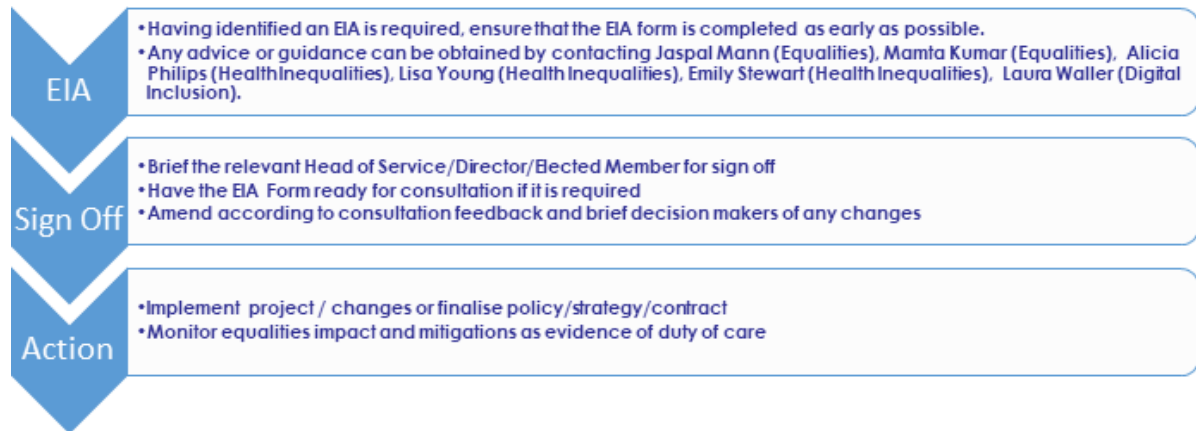 EIA
•Having identified an EIA is required, ensure that the EIA form is completed as early as possible.
•Any advice or guidance can be obtained by contacting Jaspal Mann (Equalities), Mamta Kumar (Equalities), Alicia
Philips (Health Inequalities), Lisa Young (Health Inequalities), Emily Stewart (Health Inequalities), Laura Waller (Digital
Inclusion).
Sign Off
•Brief the relevant Head of Service/Director/Elected Member for sign off
•Have the EIA Form ready for consultation if it is required
•Amend according to consultation feedback and brief decision makers of any changes
Action
•Implement project / changes or finalise policy/strategy/contract
•Monitor equalities impact and mitigations as evidence of duty of care